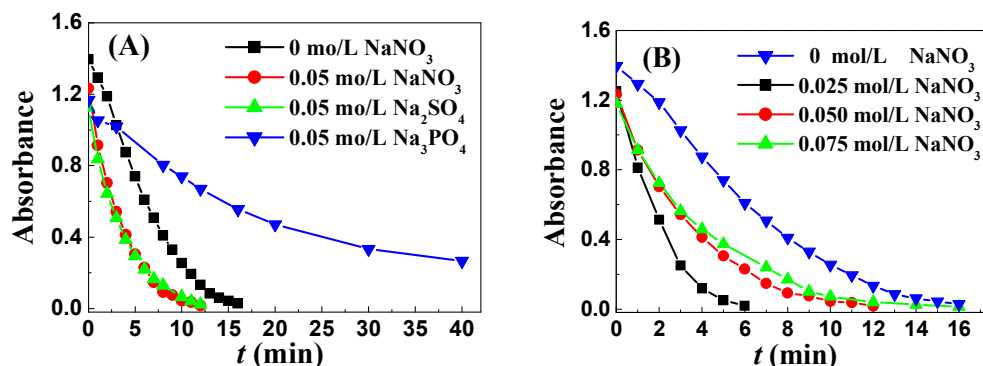 (A)
0 mo/L NaNO₃
0.05 mo/L NaNO₃
0.05 mo/L Na₂SO₄
0.05 mo/L Na₃PO₄
Absorbance
1.6
1.2
0.8
0.4
0.0
0 5 10 15 20 25 30 35 40
t (min)
(B)
0 mol/L NaNO₃
0.025 mol/L NaNO₃
0.050 mol/L NaNO₃
0.075 mol/L NaNO₃
Absorbance
1.6
1.2
0.8
0.4
0.0
0 2 4 6 8 10 12 14 16
t (min)